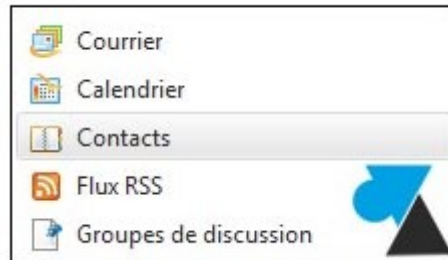 Courrier
Calendrier
Contacts
Flux RSS
Groupes de discussion